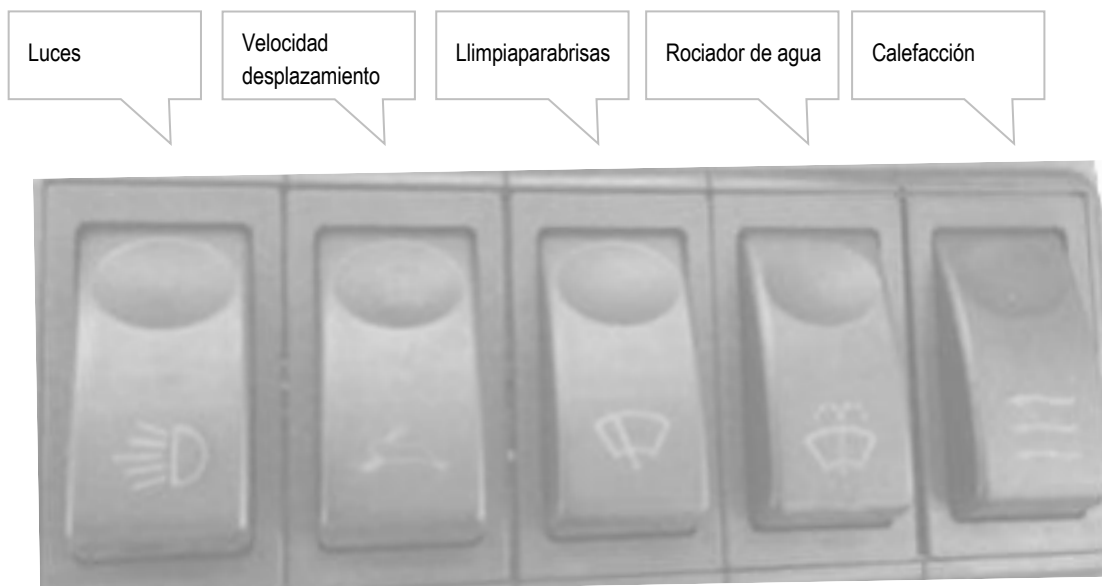 Luces
Velocidad
desplazamiento
Llimpiaparabrisas
Rociador de agua
Calefacción